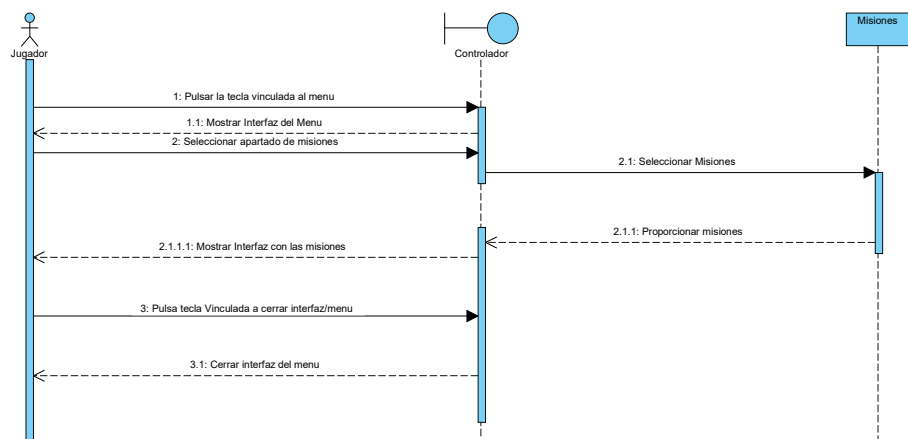 Jugador
Controlador
Misiones
1: Pulsar la tecla vinculada al menu
1.1: Mostrar Interfaz del Menu
2: Seleccionar apartado de misiones
2.1: Seleccionar Misiones
2.1.1: Proporcionar misiones
2.1.1.1: Mostrar Interfaz con las misiones
3: Pulsa tecla Vinculada a cerrar interfaz/menu
3.1: Cerrar interfaz del menu